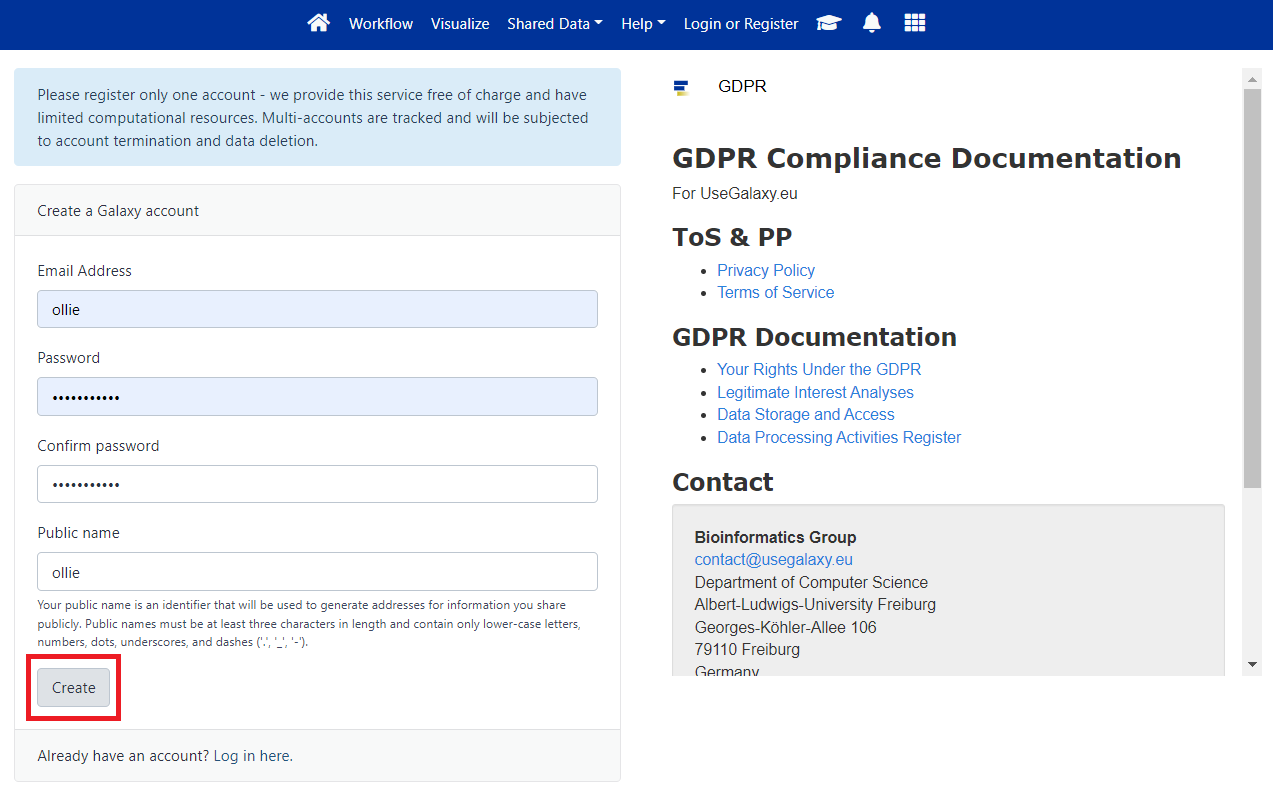 Workflow Visualize Shared Data Help Login or Register
Please register only one account - we provide this service free of charge and have
limited computational resources. Multi-accounts are tracked and will be subjected
to account termination and data deletion.
Create a Galaxy account
Email Address
ollie
Password
•••••••••••
Confirm password
•••••••••••
Public name
ollie
Your public name is an identifier that will be used to generate addresses for information you share
publicly. Public names must be at least three characters in length and contain only lower-case letters,
numbers, dots, underscores, and dashes ('.', '_', '-').
Create
Already have an account? Log in here.
GDPR
GDPR Compliance Documentation
For UseGalaxy.eu
ToS & PP
• Privacy Policy
• Terms of Service
GDPR Documentation
• Your Rights Under the GDPR
• Legitimate Interest Analyses
• Data Storage and Access
• Data Processing Activities Register
Contact
Bioinformatics Group
contact@usegalaxy.eu
Department of Computer Science
Albert-Ludwigs-University Freiburg
Georges-Köhler-Allee 106
79110 Freiburg
Germany